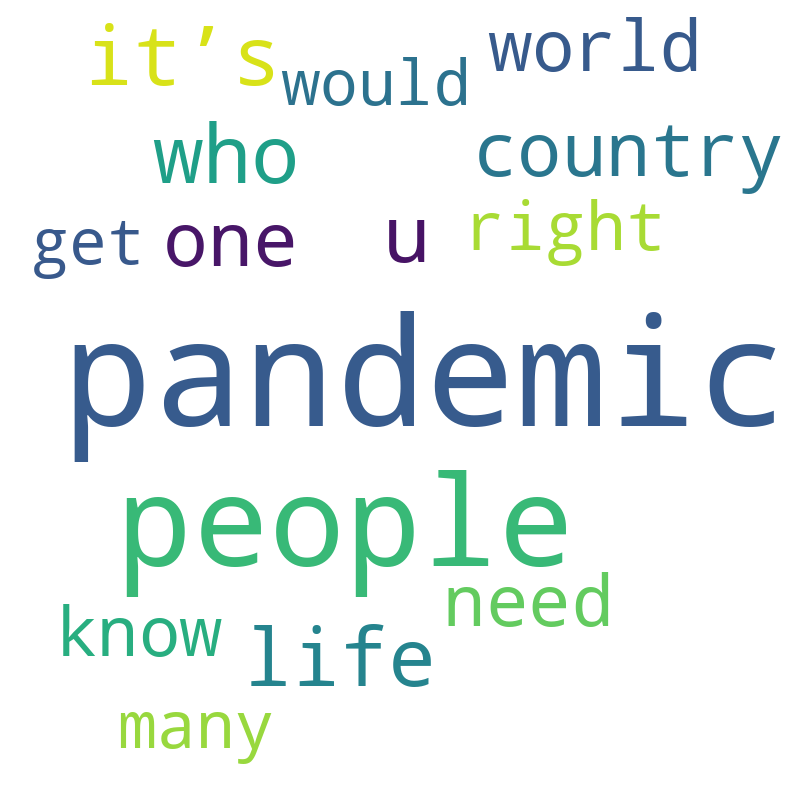 it’s would world
who country
get one u right
pandemic
people
need
know life
many